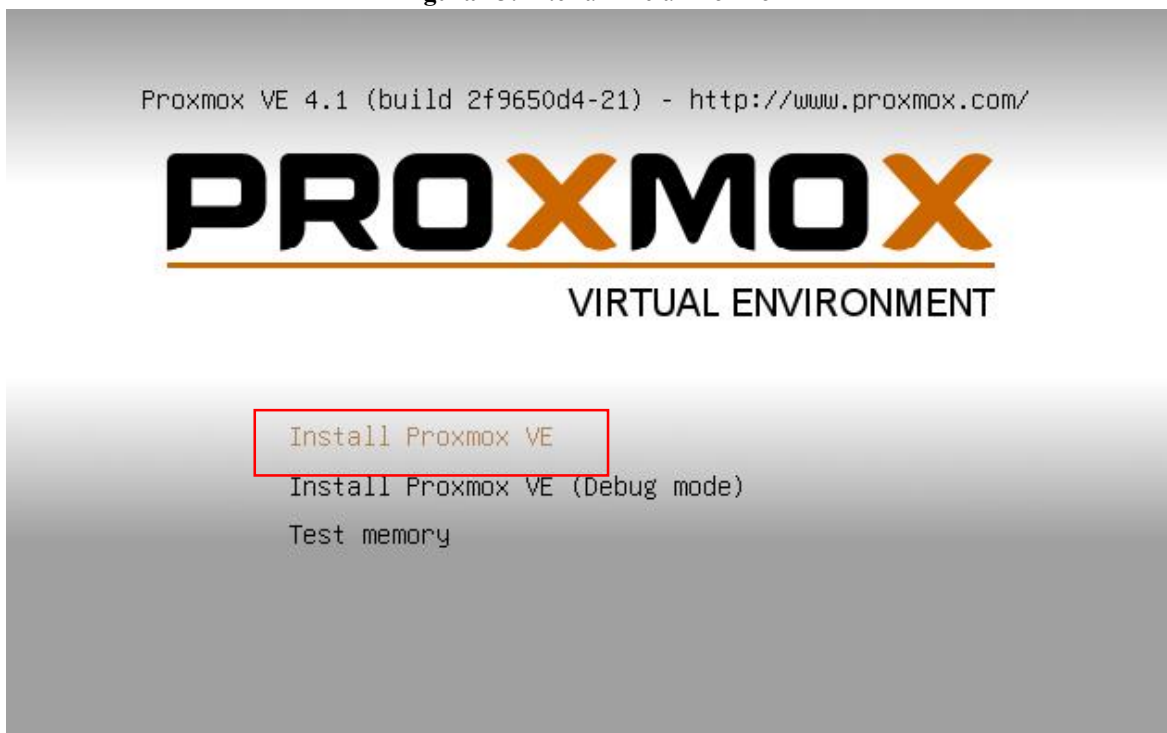 Proxmox VE 4.1 (build 2f9650d4-21) - http://www.proxmox.com/
PROXMOX
VIRTUAL ENVIRONMENT
Install Proxmox VE
Install Proxmox VE (Debug mode)
Test memory